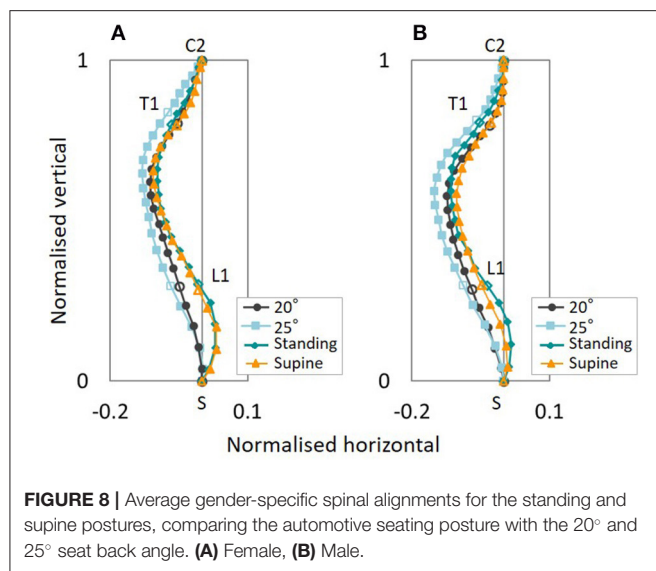 A
B
C2
C2
1
1
T1
T1
Normalised vertical
L1
L1
20°
25°
Standing
Supine
20°
25°
Standing
Supine
0
0
S
S
-0.2
0.1
-0.2
0.1
Normalised horizontal
FIGURE 8 | Average gender-specific spinal alignments for the standing and
supine postures, comparing the automotive seating posture with the 20° and
25° seat back angle. (A) Female, (B) Male.